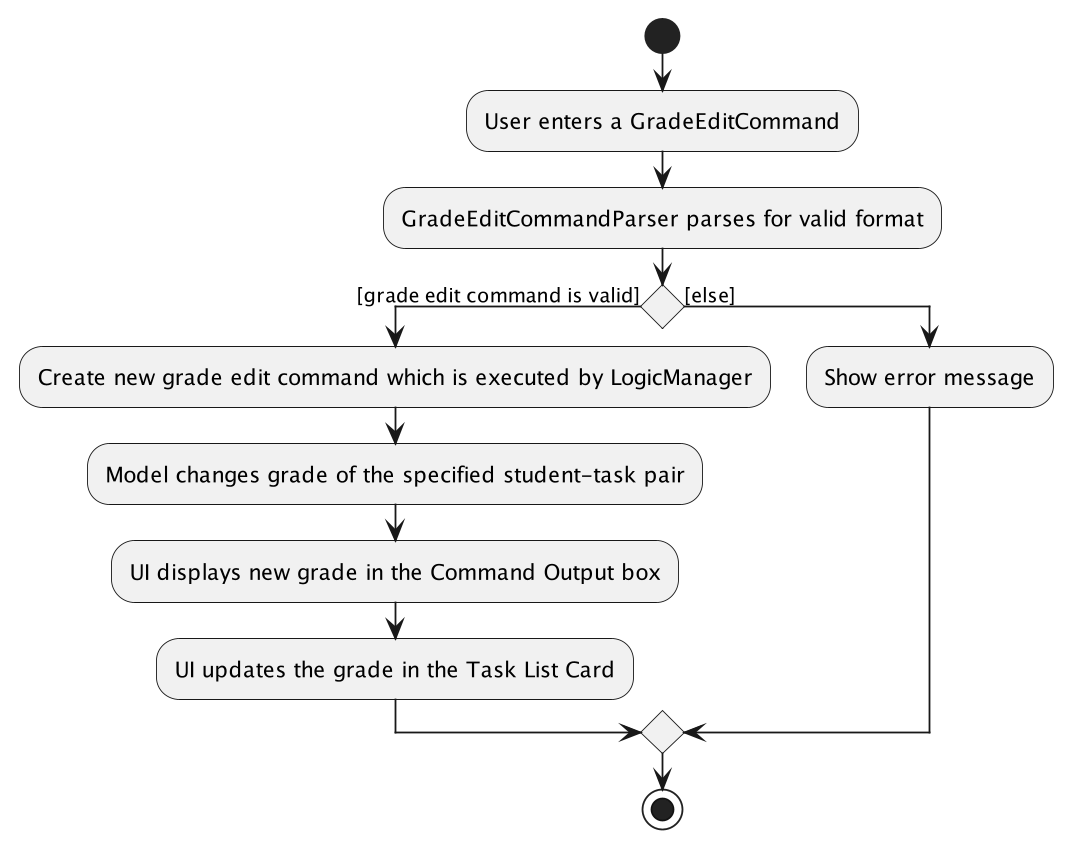 User enters a GradeEditCommand
GradeEditCommandParser parses for valid format
[grade edit command is valid]
[else]
Create new grade edit command which is executed by LogicManager
Show error message
Model changes grade of the specified student-task pair
UI displays new grade in the Command Output box
UI updates the grade in the Task List Card